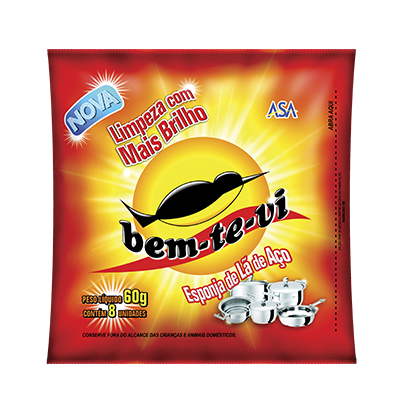 NOVA
Limpeza com
Mais Brilho
ASA
ABRA AQUI
bem-te-vi
Esponja de Lã de Aço
PESO LÍQUIDO 60g
CONTÉM 8 UNIDADES
CONSERVE FORA DO ALCANCE DAS CRIANÇAS E ANIMAIS DOMÉSTICOS.